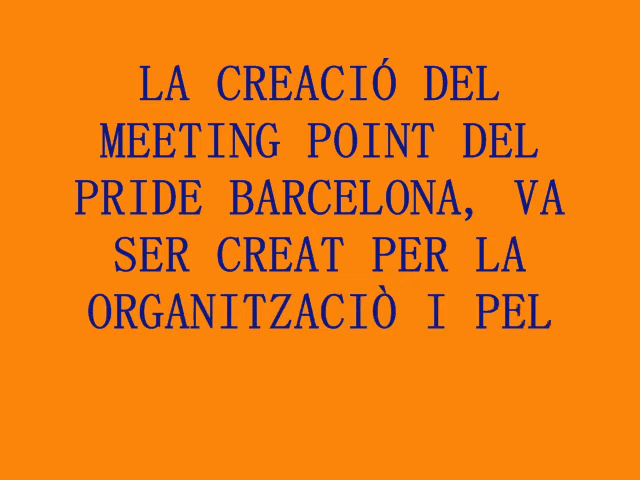 LA CREACIÓ DEL
MEETING POINT DEL
PRIDE BARCELONA, VA
SER CREAT PER LA
ORGANITZACIÒ I PEL